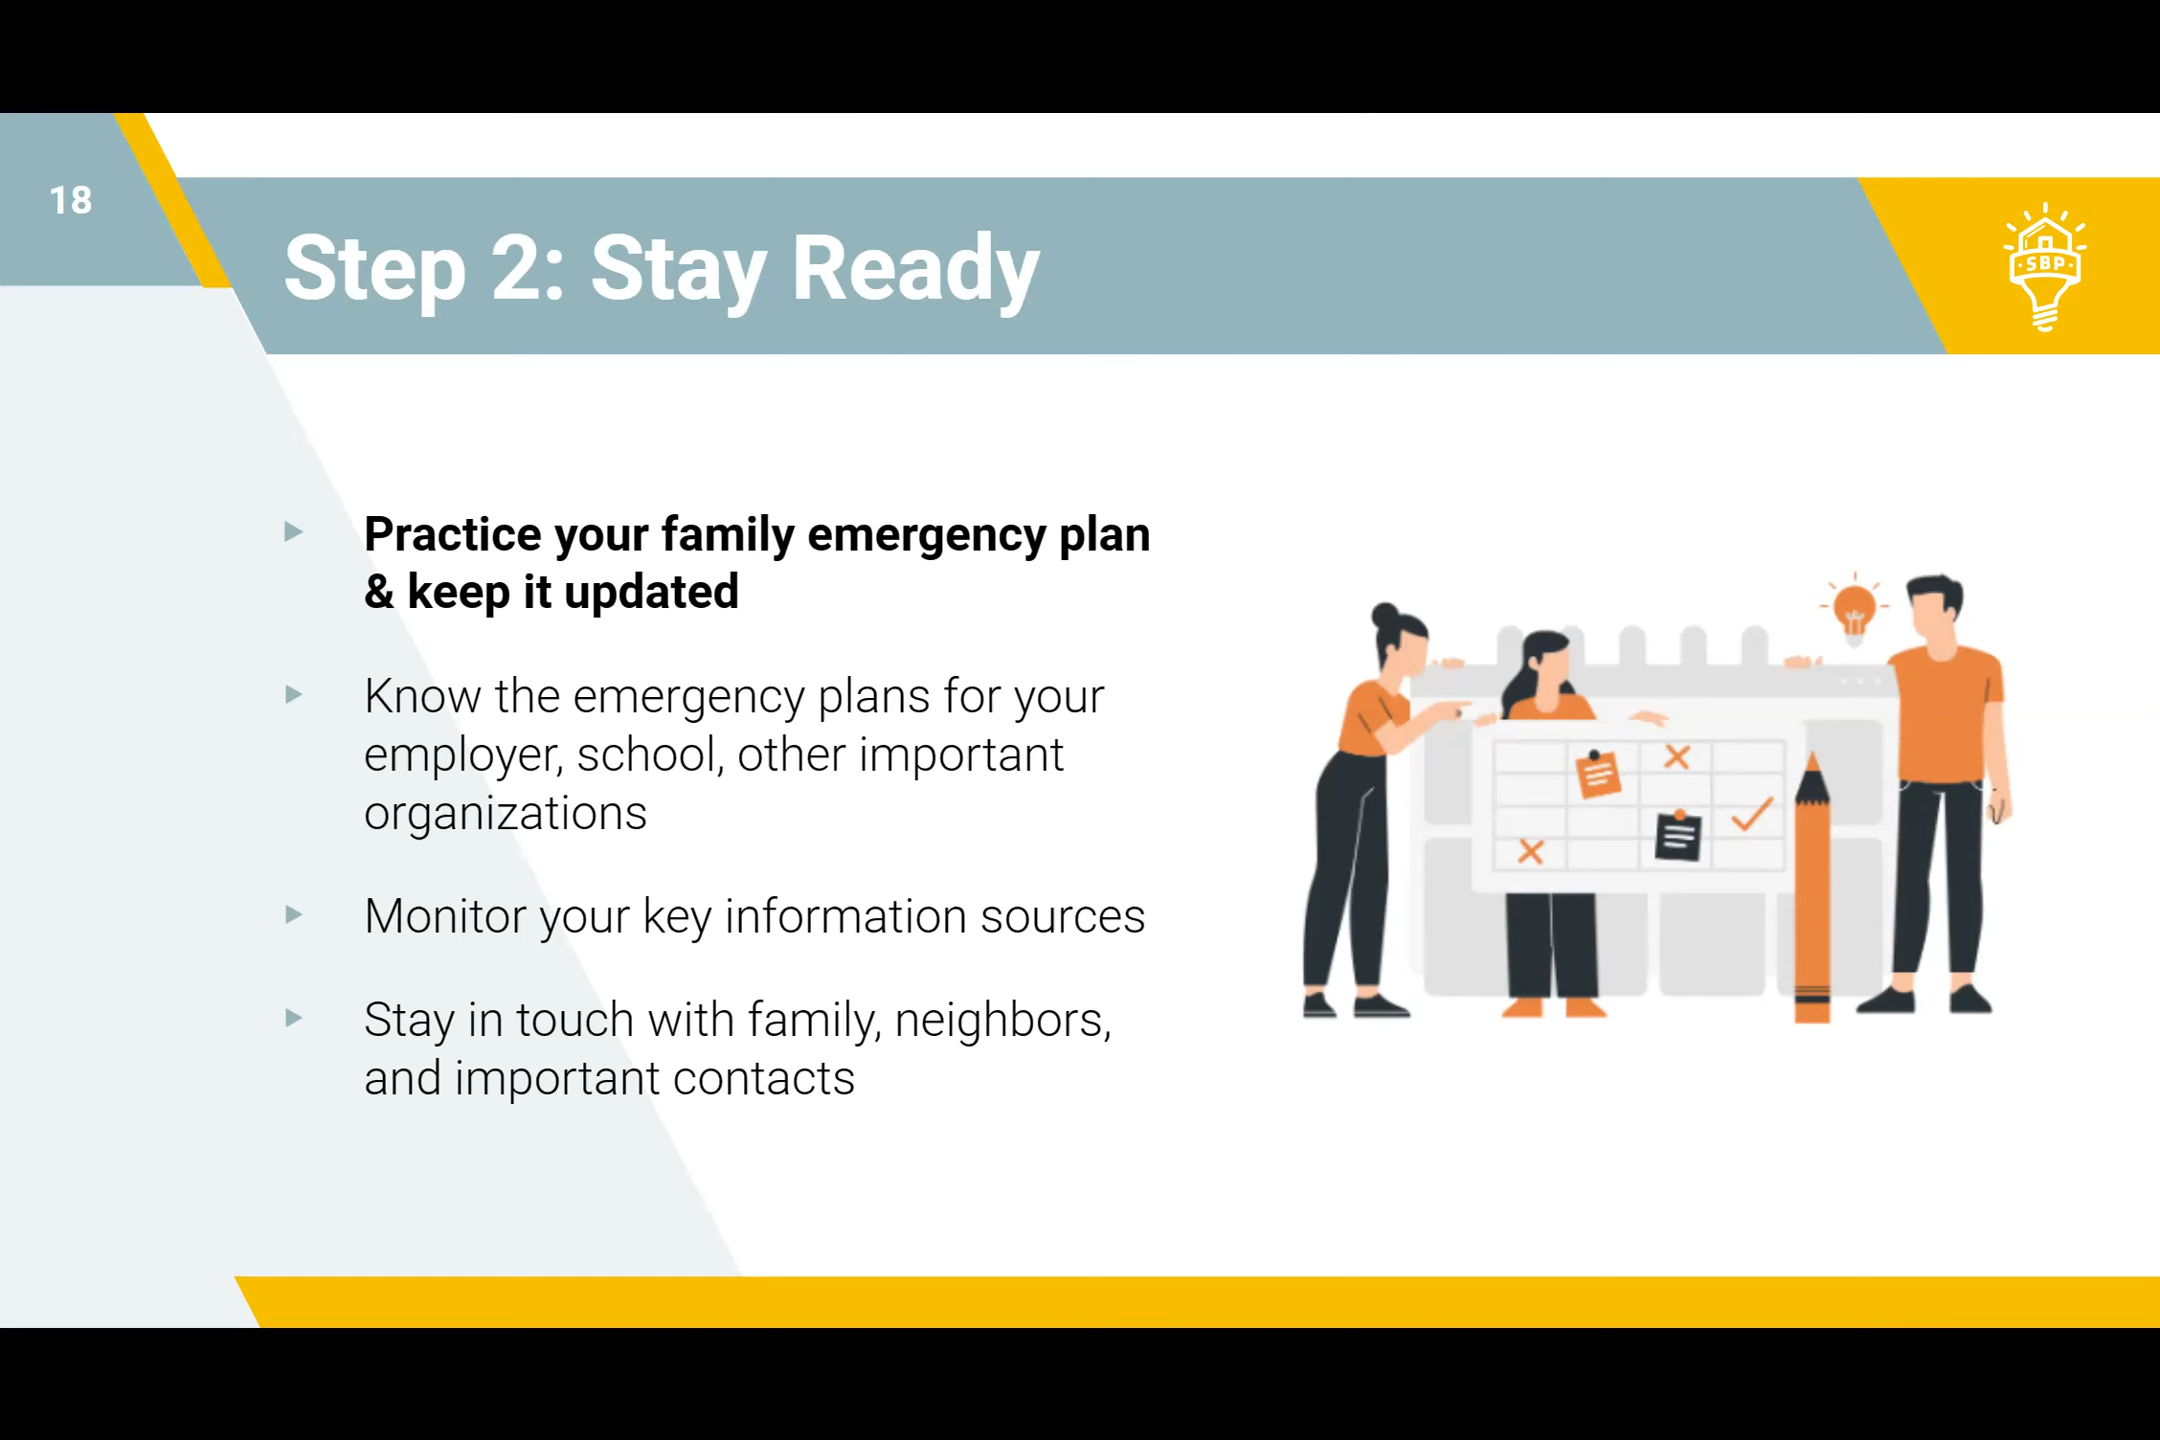 18
Step 2: Stay Ready
SBP
Practice your family emergency plan
& keep it updated
Know the emergency plans for your
employer, school, other important
organizations
Monitor your key information sources
Stay in touch with family, neighbors,
and important contacts